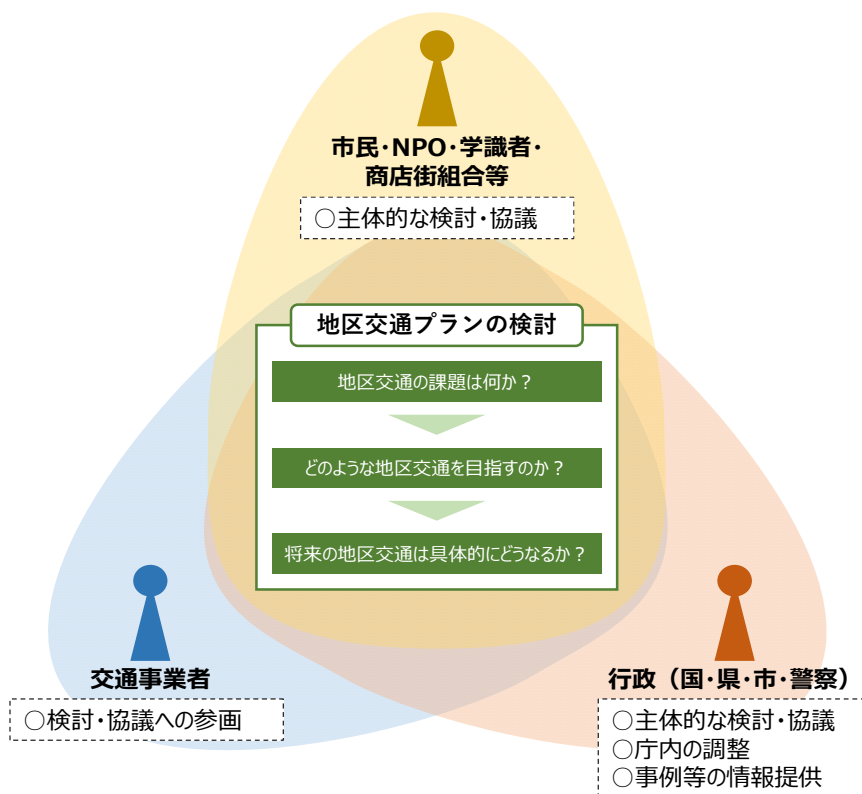 市民･NPO･学識者･
商店街組合等
○主体的な検討･協議
地区交通プランの検討
地区交通の課題は何か？
どのような地区交通を目指すのか？
将来の地区交通は具体的にどうなるか？
交通事業者
○検討･協議への参画
行政（国･県･市･警察）
○主体的な検討･協議
○庁内の調整
○事例等の情報提供